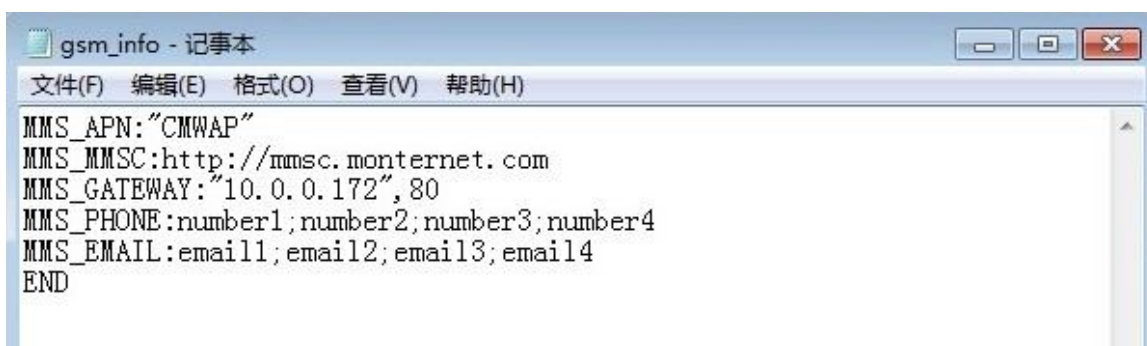 gsm_info - 记事本
文件(F) 编辑(E) 格式(O) 查看(V) 帮助(H)
MMS_APN:"CMWAP"
MMS_MMSC:http://mmsc.monternet.com
MMS_GATEWAY:"10.0.0.172",80
MMS_PHONE:number1;number2;number3;number4
MMS_EMAIL:email1;email2;email3;email4
END